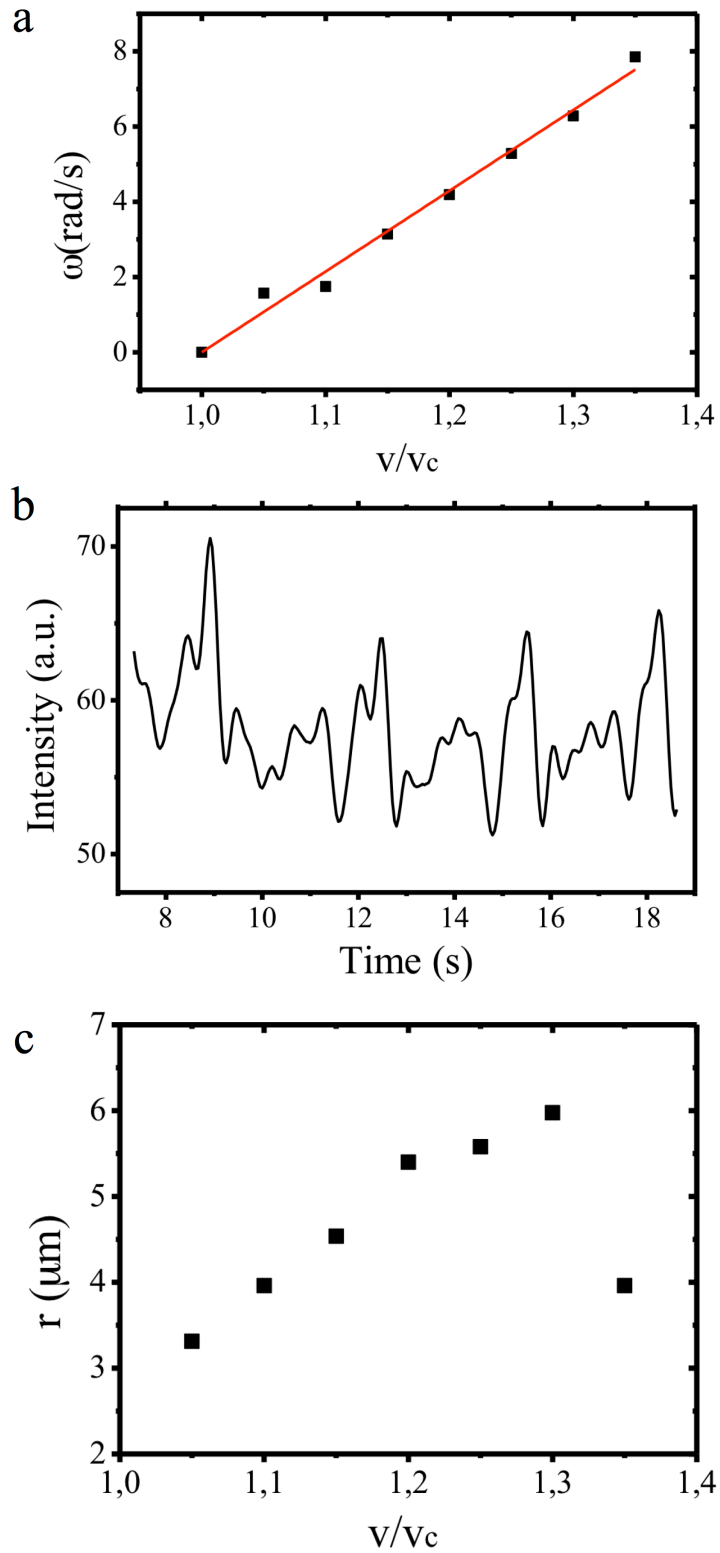 a
8
6
4
2
0
ω(rad/s)
1,0 1,1 1,2 1,3 1,4
v/vc
b
70
60
50
Intensity (a.u.)
8 10 12 14 16 18
Time (s)
c
7
6
5
4
3
2
r (μm)
1,0 1,1 1,2 1,3 1,4
v/vc